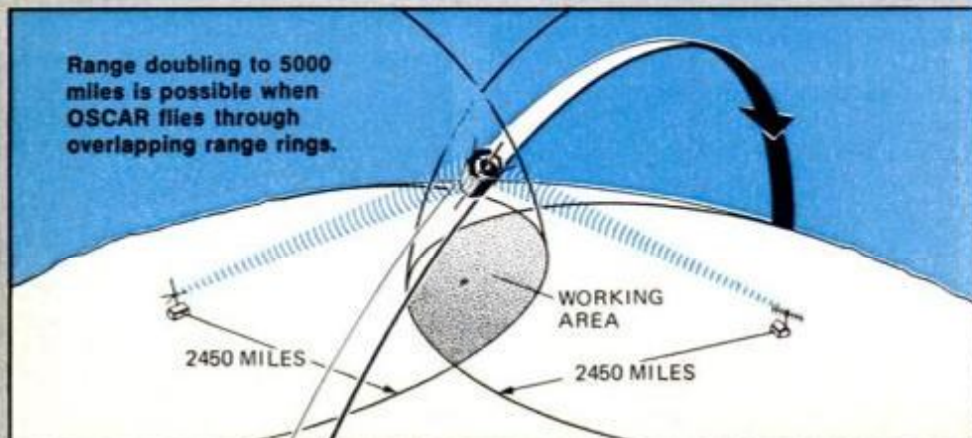 Range doubling to 5000
miles is possible when
OSCAR flies through
overlapping range rings.
WORKING
AREA
2450 MILES
2450 MILES